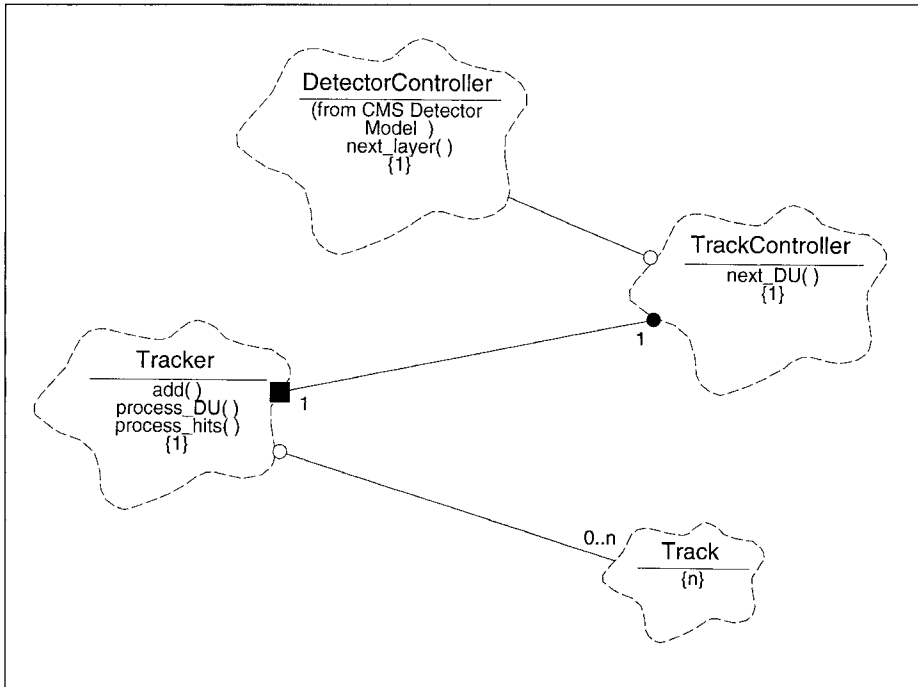 DetectorController
(from CMS Detector
Model )
next_layer( )
{1}
TrackController
next_DU( )
{1}
1
Tracker
add( )
process_DU( )
process_hits( )
{1}
1
0..n
Track
{n}